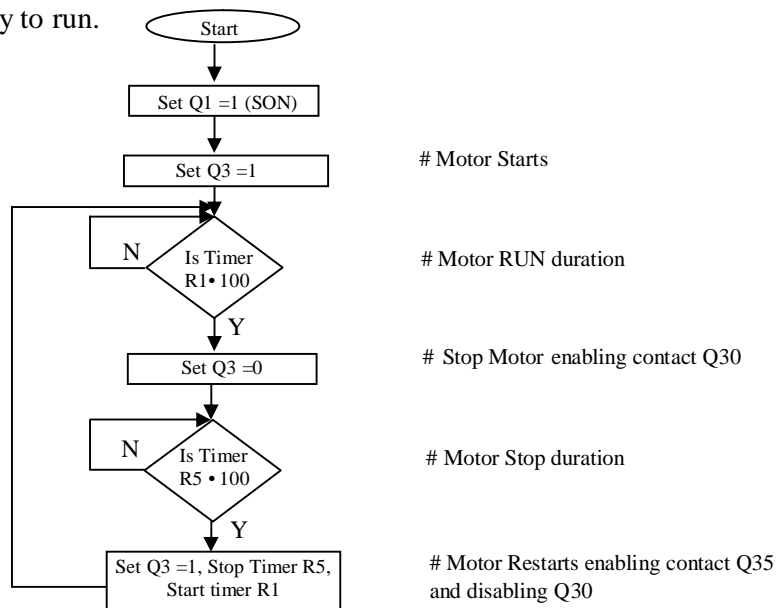 y to run.
Start
Set Q1 =1 (SON)
Set Q3 =1
# Motor Starts
N
Is Timer
R1• 100
# Motor RUN duration
Y
Set Q3 =0
# Stop Motor enabling contact Q30
N
Is Timer
R5 • 100
# Motor Stop duration
Y
Set Q3 =1, Stop Timer R5,
Start timer R1
# Motor Restarts enabling contact Q35
and disabling Q30